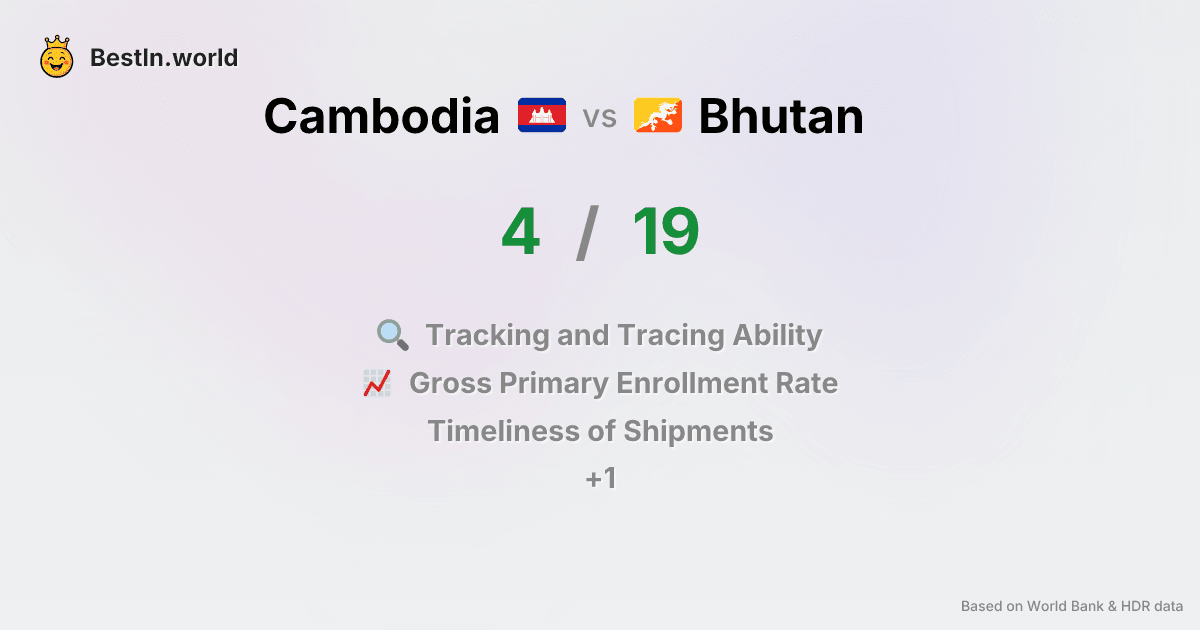 BestIn.world
Cambodia vs Bhutan
4 / 19
Tracking and Tracing Ability
Gross Primary Enrollment Rate
Timeliness of Shipments
+1
Based on World Bank & HDR data